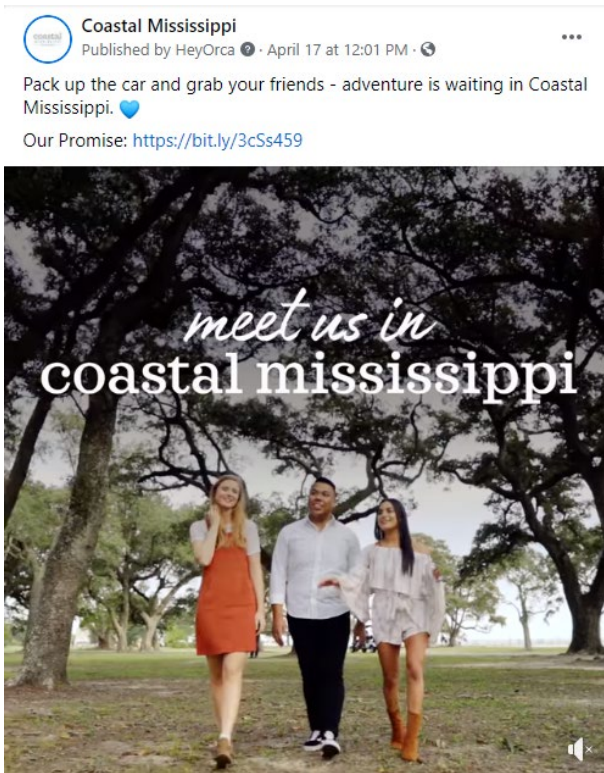 Coastal Mississippi
Published by HeyOrca · April 17 at 12:01 PM ·
Pack up the car and grab your friends - adventure is waiting in Coastal
Mississippi. 💙
Our Promise: https://bit.ly/3cSs459
meet us in
coastal mississippi